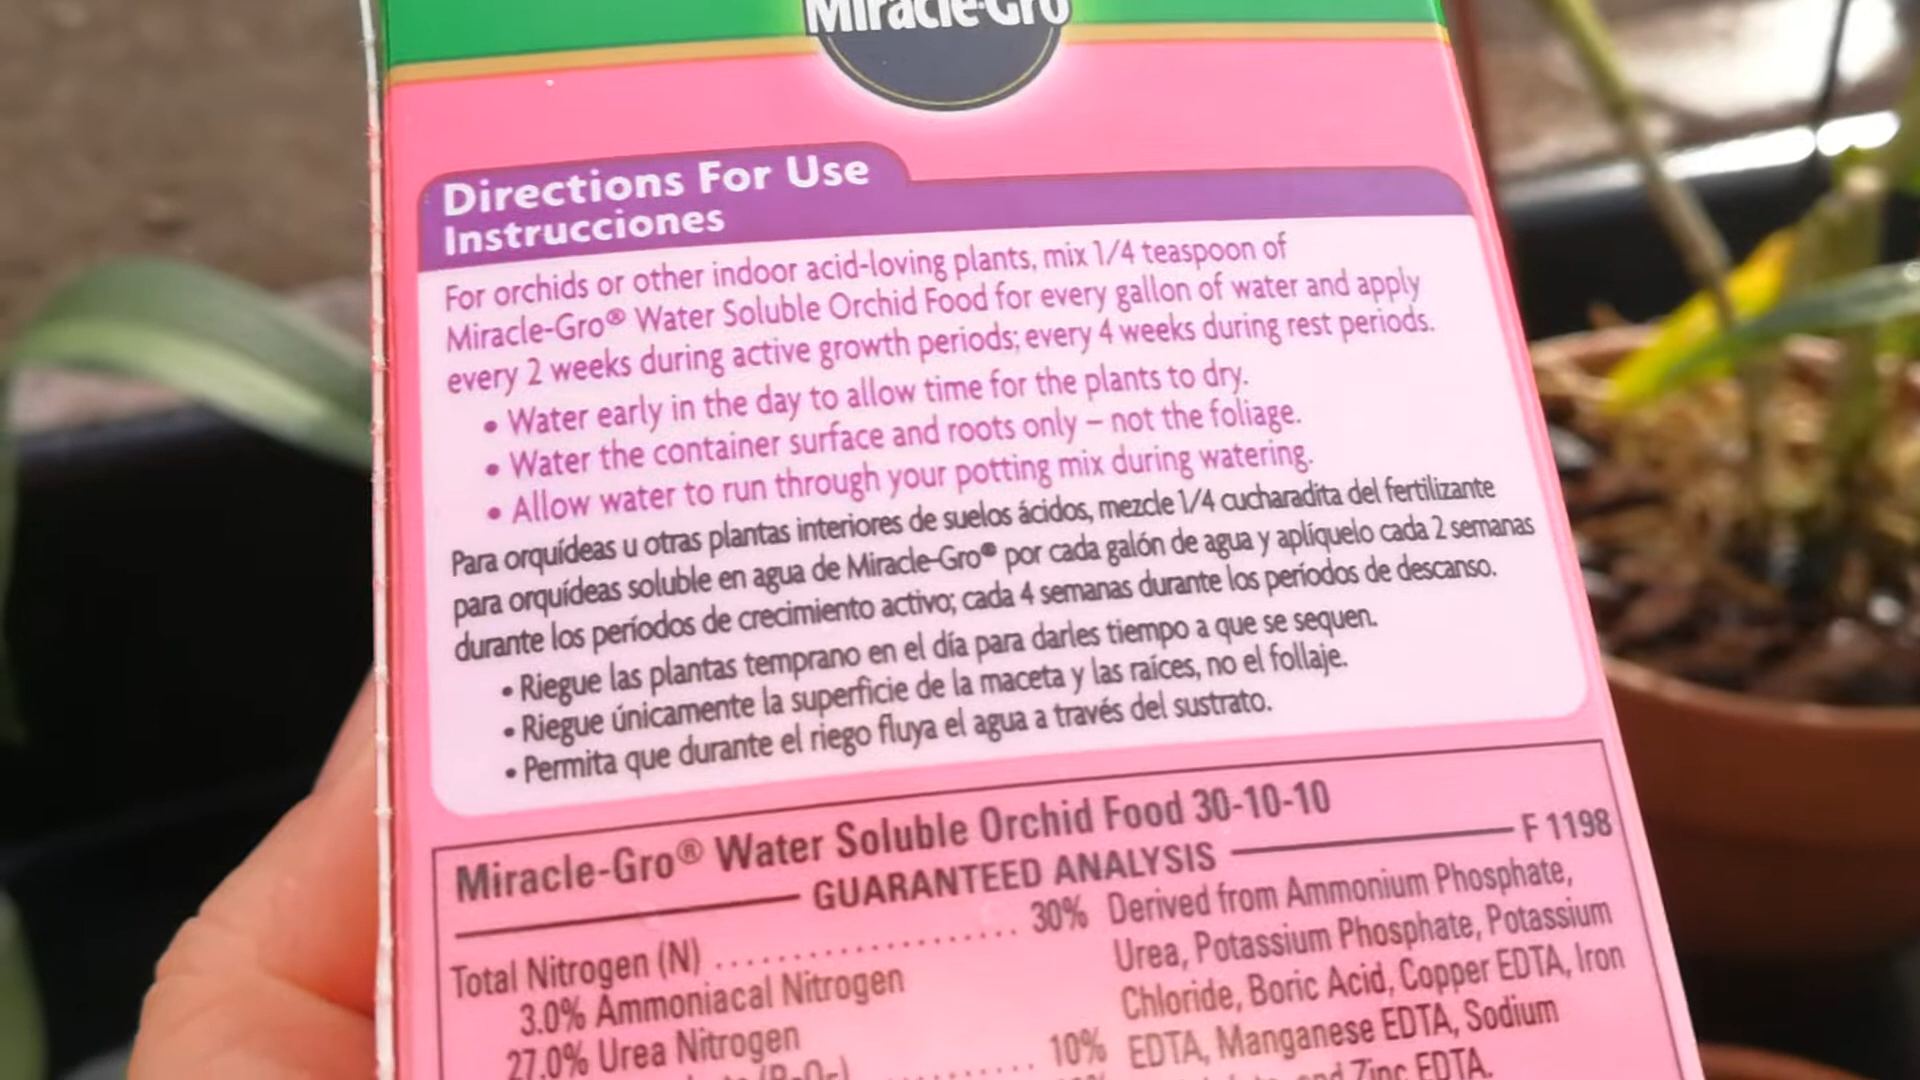 Miracle-Gro
Directions For Use
Instrucciones
For orchids or other indoor acid-loving plants, mix 1/4 teaspoon of
Miracle-Gro® Water Soluble Orchid Food for every gallon of water and apply
every 2 weeks during active growth periods; every 4 weeks during rest periods.
• Water early in the day to allow time for the plants to dry.
• Water the container surface and roots only – not the foliage.
• Allow water to run through your potting mix during watering.
Para orquídeas u otras plantas interiores de suelos ácidos, mezcle 1/4 cucharadita del fertilizante
para orquídeas soluble en agua de Miracle-Gro® por cada galón de agua y aplíquelo cada 2 semanas
durante los períodos de crecimiento activo; cada 4 semanas durante los períodos de descanso.
• Riegue las plantas temprano en el día para darles tiempo a que se sequen.
• Riegue únicamente la superficie de la maceta y las raíces, no el follaje.
• Permita que durante el riego fluya el agua a través del sustrato.
Miracle-Gro® Water Soluble Orchid Food 30-10-10
GUARANTEED ANALYSIS F 1198
Total Nitrogen (N) .................... 30%
3.0% Ammoniacal Nitrogen
27.0% Urea Nitrogen
10%
Derived from Ammonium Phosphate,
Urea, Potassium Phosphate, Potassium
Chloride, Boric Acid, Copper EDTA, Iron
EDTA, Manganese EDTA, Sodium
and Zinc EDTA.